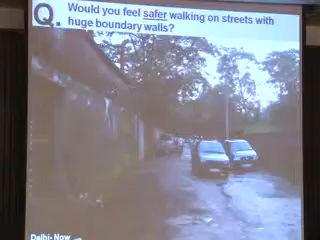 Q. Would you feel safer walking on streets with
huge boundary walls?
Delhi- Now